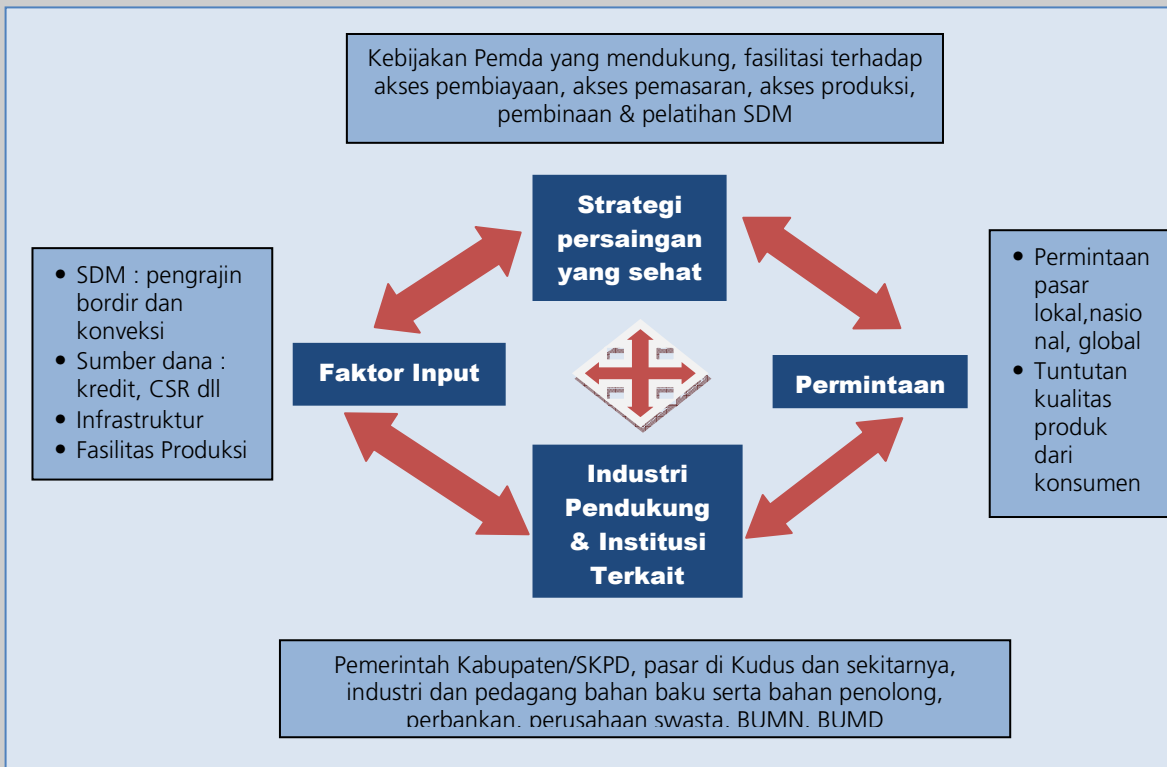 Kebijakan Pemda yang mendukung, fasilitasi terhadap
akses pembiayaan, akses pemasaran, akses produksi,
pembinaan & pelatihan SDM
Strategi
persaingan
yang sehat
• SDM : pengrajin
bordir dan
konveksi
• Sumber dana :
kredit, CSR dll
• Infrastruktur
• Fasilitas Produksi
Faktor Input
Permintaan
• Permintaan
pasar
lokal,nasio
nal, global
• Tuntutan
kualitas
produk
dari
konsumen
Industri
Pendukung
& Institusi
Terkait
Pemerintah Kabupaten/SKPD, pasar di Kudus dan sekitarnya,
industri dan pedagang bahan baku serta bahan penolong,
perbankan, perusahaan swasta, BUMN, BUMD